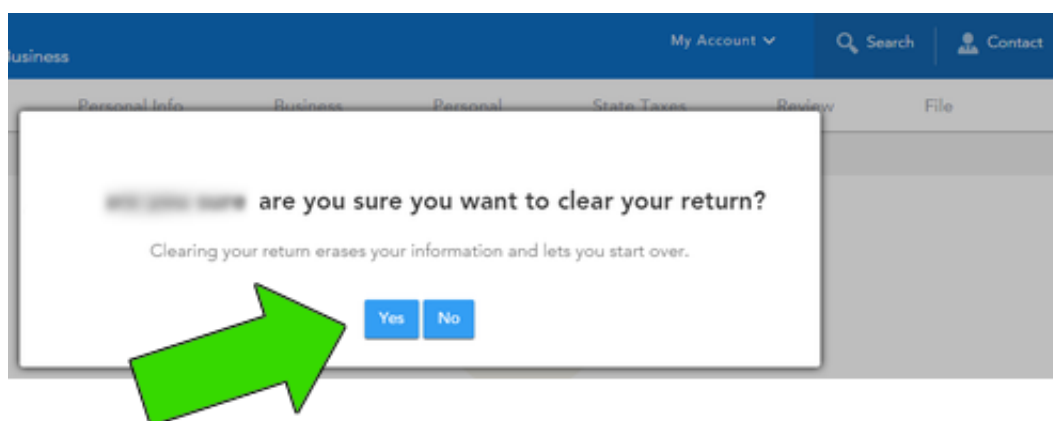 My Account Search Contact
Business
Personal Info Business Personal State Taxes Review File
are you sure you want to clear your return?
Clearing your return erases your information and lets you start over.
Yes No